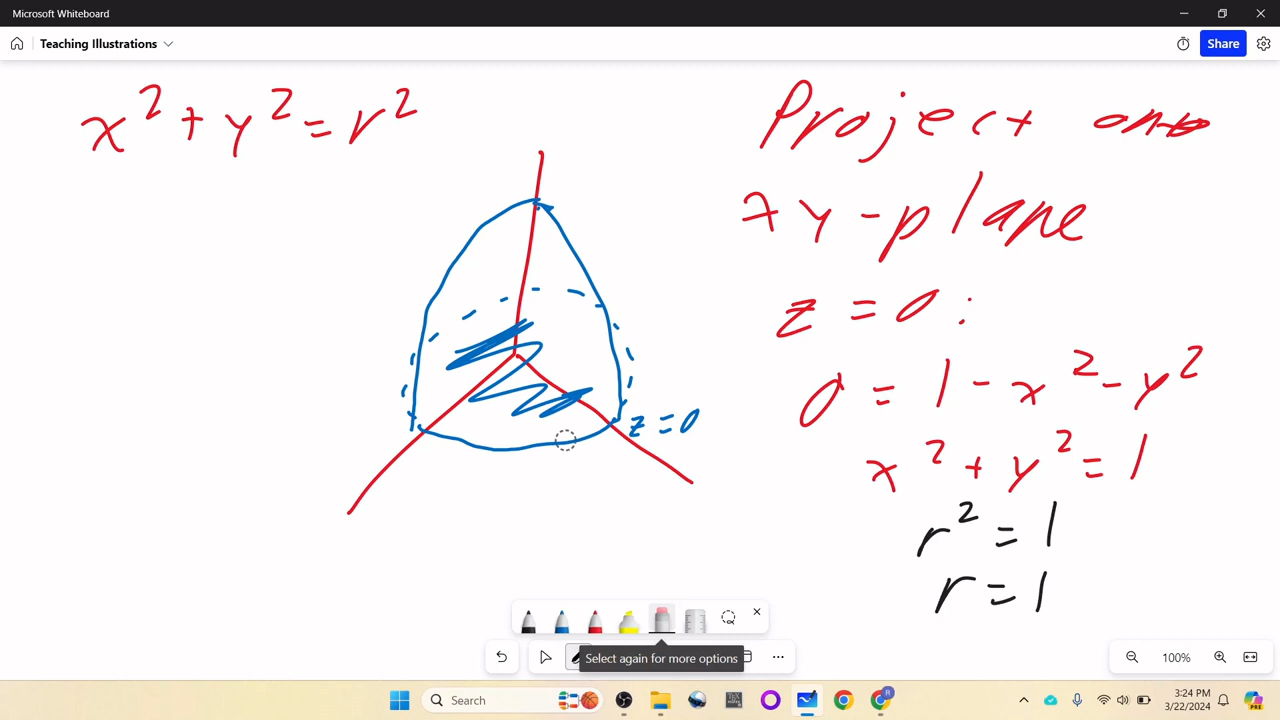 Microsoft Whiteboard
Teaching Illustrations
Share
x² + y² = r²
Project onto
xy-plane
z = 0 :
0 = 1 - x² - y²
x² + y² = 1
r² = 1
r = 1
z = 0
Select again for more options
100%
Search
3:24 PM
3/22/2024